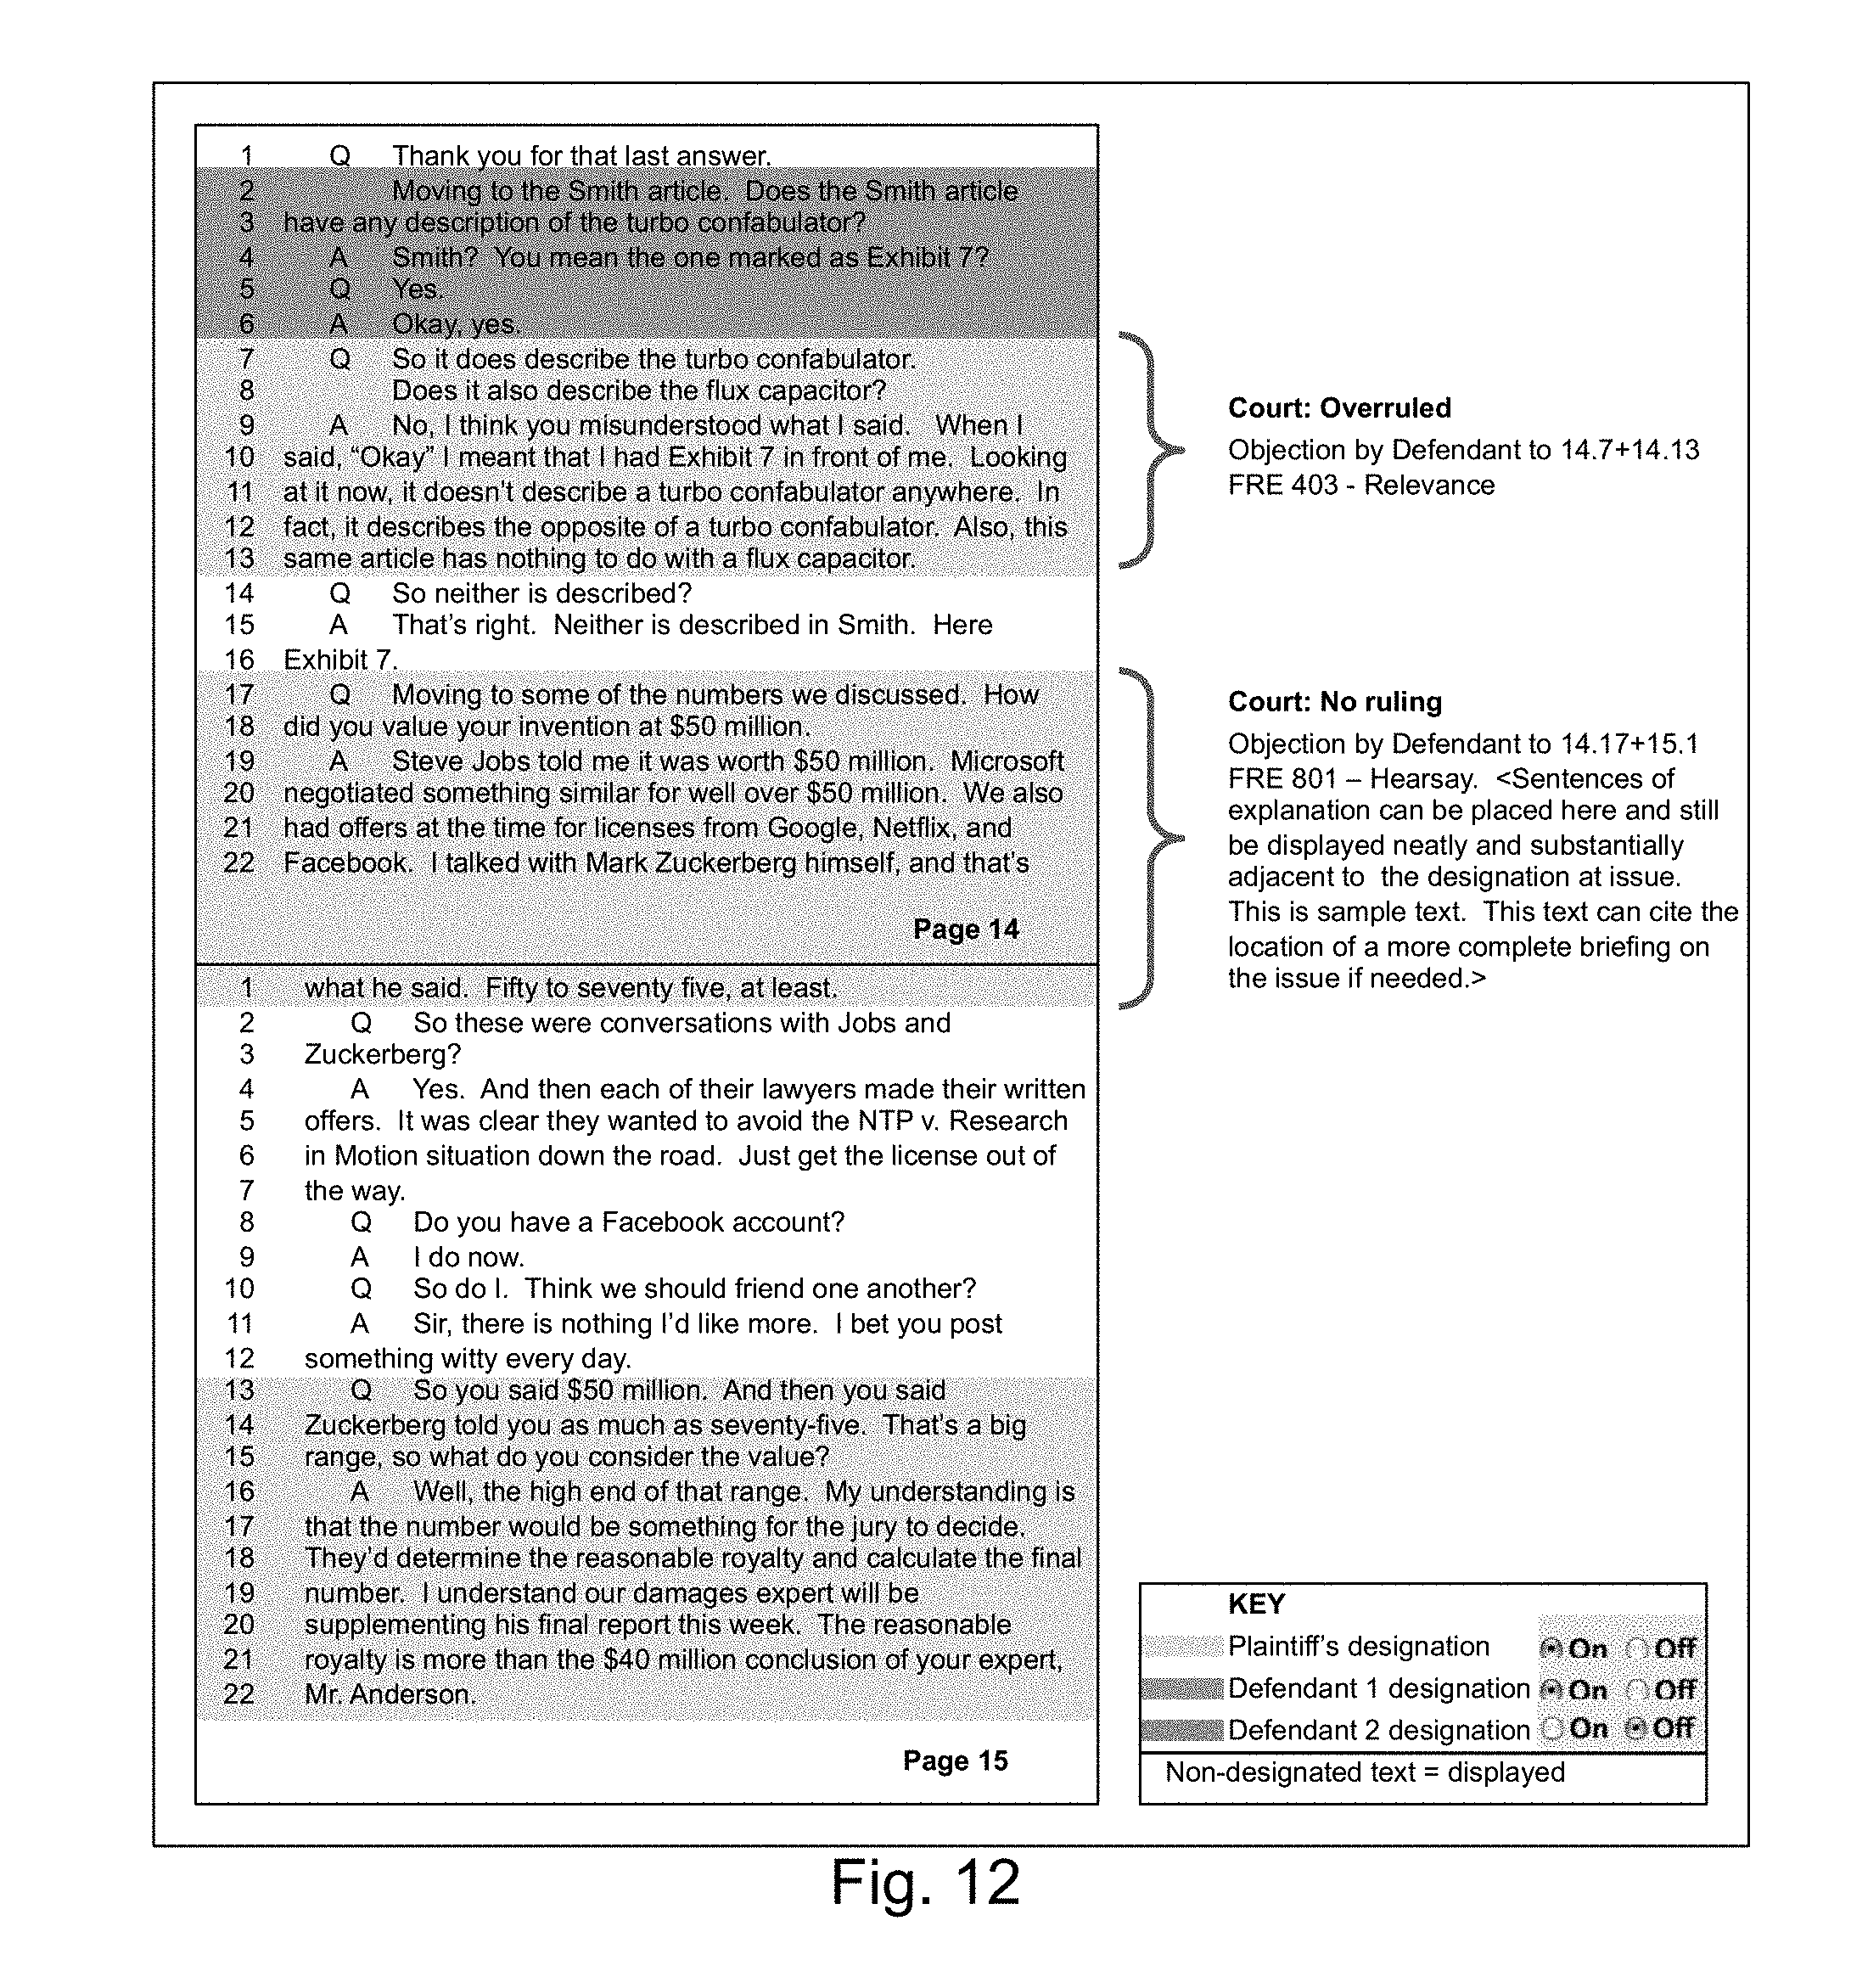 1 Q Thank you for that last answer.
2 Moving to the Smith article. Does the Smith article
3 have any description of the turbo confabulator?
4 A Smith? You mean the one marked as Exhibit 7?
5 Q Yes.
6 A Okay, yes.
7 Q So it does describe the turbo confabulator.
8 Does it also describe the flux capacitor?
9 A No, I think you misunderstood what I said. When I
10 said, “Okay” I meant that I had Exhibit 7 in front of me. Looking
11 at it now, it doesn't describe a turbo confabulator anywhere. In
12 fact, it describes the opposite of a turbo confabulator. Also, this
13 same article has nothing to do with a flux capacitor.
14 Q So neither is described?
15 A That's right. Neither is described in Smith. Here
16 Exhibit 7.
17 Q Moving to some of the numbers we discussed. How
18 did you value your invention at $50 million.
19 A Steve Jobs told me it was worth $50 million. Microsoft
20 negotiated something similar for well over $50 million. We also
21 had offers at the time for licenses from Google, Netflix, and
22 Facebook. I talked with Mark Zuckerberg himself, and that's
Page 14
1 what he said. Fifty to seventy five, at least.
2 Q So these were conversations with Jobs and
3 Zuckerberg?
4 A Yes. And then each of their lawyers made their written
5 offers. It was clear they wanted to avoid the NTP v. Research
6 in Motion situation down the road. Just get the license out of
7 the way.
8 Q Do you have a Facebook account?
9 A I do now.
10 Q So do I. Think we should friend one another?
11 A Sir, there is nothing I'd like more. I bet you post
12 something witty every day.
13 Q So you said $50 million. And then you said
14 Zuckerberg told you as much as seventy-five. That's a big
15 range, so what do you consider the value?
16 A Well, the high end of that range. My understanding is
17 that the number would be something for the jury to decide.
18 They'd determine the reasonable royalty and calculate the final
19 number. I understand our damages expert will be
20 supplementing his final report this week. The reasonable
21 royalty is more than the $40 million conclusion of your expert,
22 Mr. Anderson.
Page 15
Court: Overruled
Objection by Defendant to 14.7+14.13
FRE 403 - Relevance
Court: No ruling
Objection by Defendant to 14.17+15.1
FRE 801 – Hearsay. <Sentences of
explanation can be placed here and still
be displayed neatly and substantially
adjacent to the designation at issue.
This is sample text. This text can cite the
location of a more complete briefing on
the issue if needed.>
KEY
Plaintiff's designation On Off
Defendant 1 designation On Off
Defendant 2 designation On Off
Non-designated text = displayed
Fig. 12